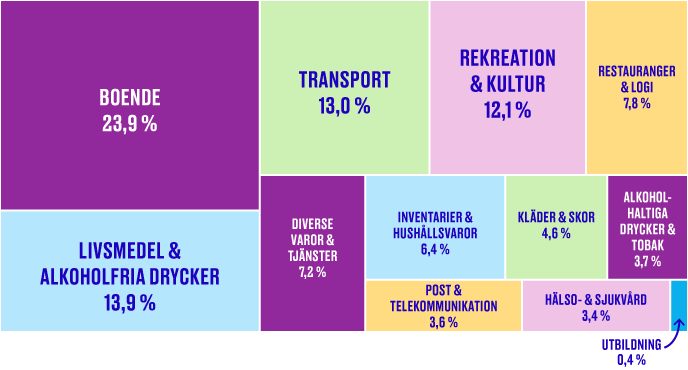 BOENDE
23,9 %
TRANSPORT
13,0 %
REKREATION
& KULTUR
12,1 %
RESTAURANGER
& LOGI
7,8 %
LIVSMEDEL &
ALKOHOLFRIA DRYCKER
13,9 %
DIVERSE
VAROR &
TJÄNSTER
7,2 %
INVENTARIER &
HUSHÅLLSVAROR
6,4 %
KLÄDER & SKOR
4,6 %
ALKOHOL-
HALTIGA
DRYCKER &
TOBAK
3,7 %
POST &
TELEKOMMUNIKATION
3,6 %
HÄLSO- & SJUKVÅRD
3,4 %
UTBILDNING
0,4 %